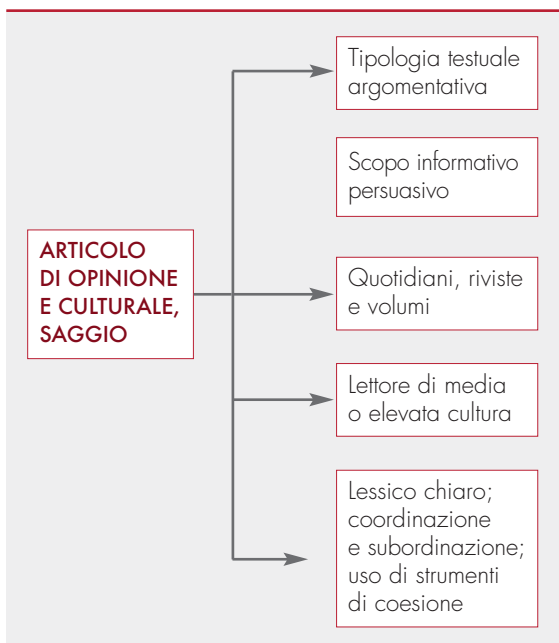 Tipologia testuale
argomentativa
Scopo informativo
persuasivo
ARTICOLO
DI OPINIONE
E CULTURALE,
SAGGIO
Quotidiani, riviste
e volumi
Lettore di media
o elevata cultura
Lessico chiaro;
coordinazione
e subordinazione;
uso di strumenti
di coesione